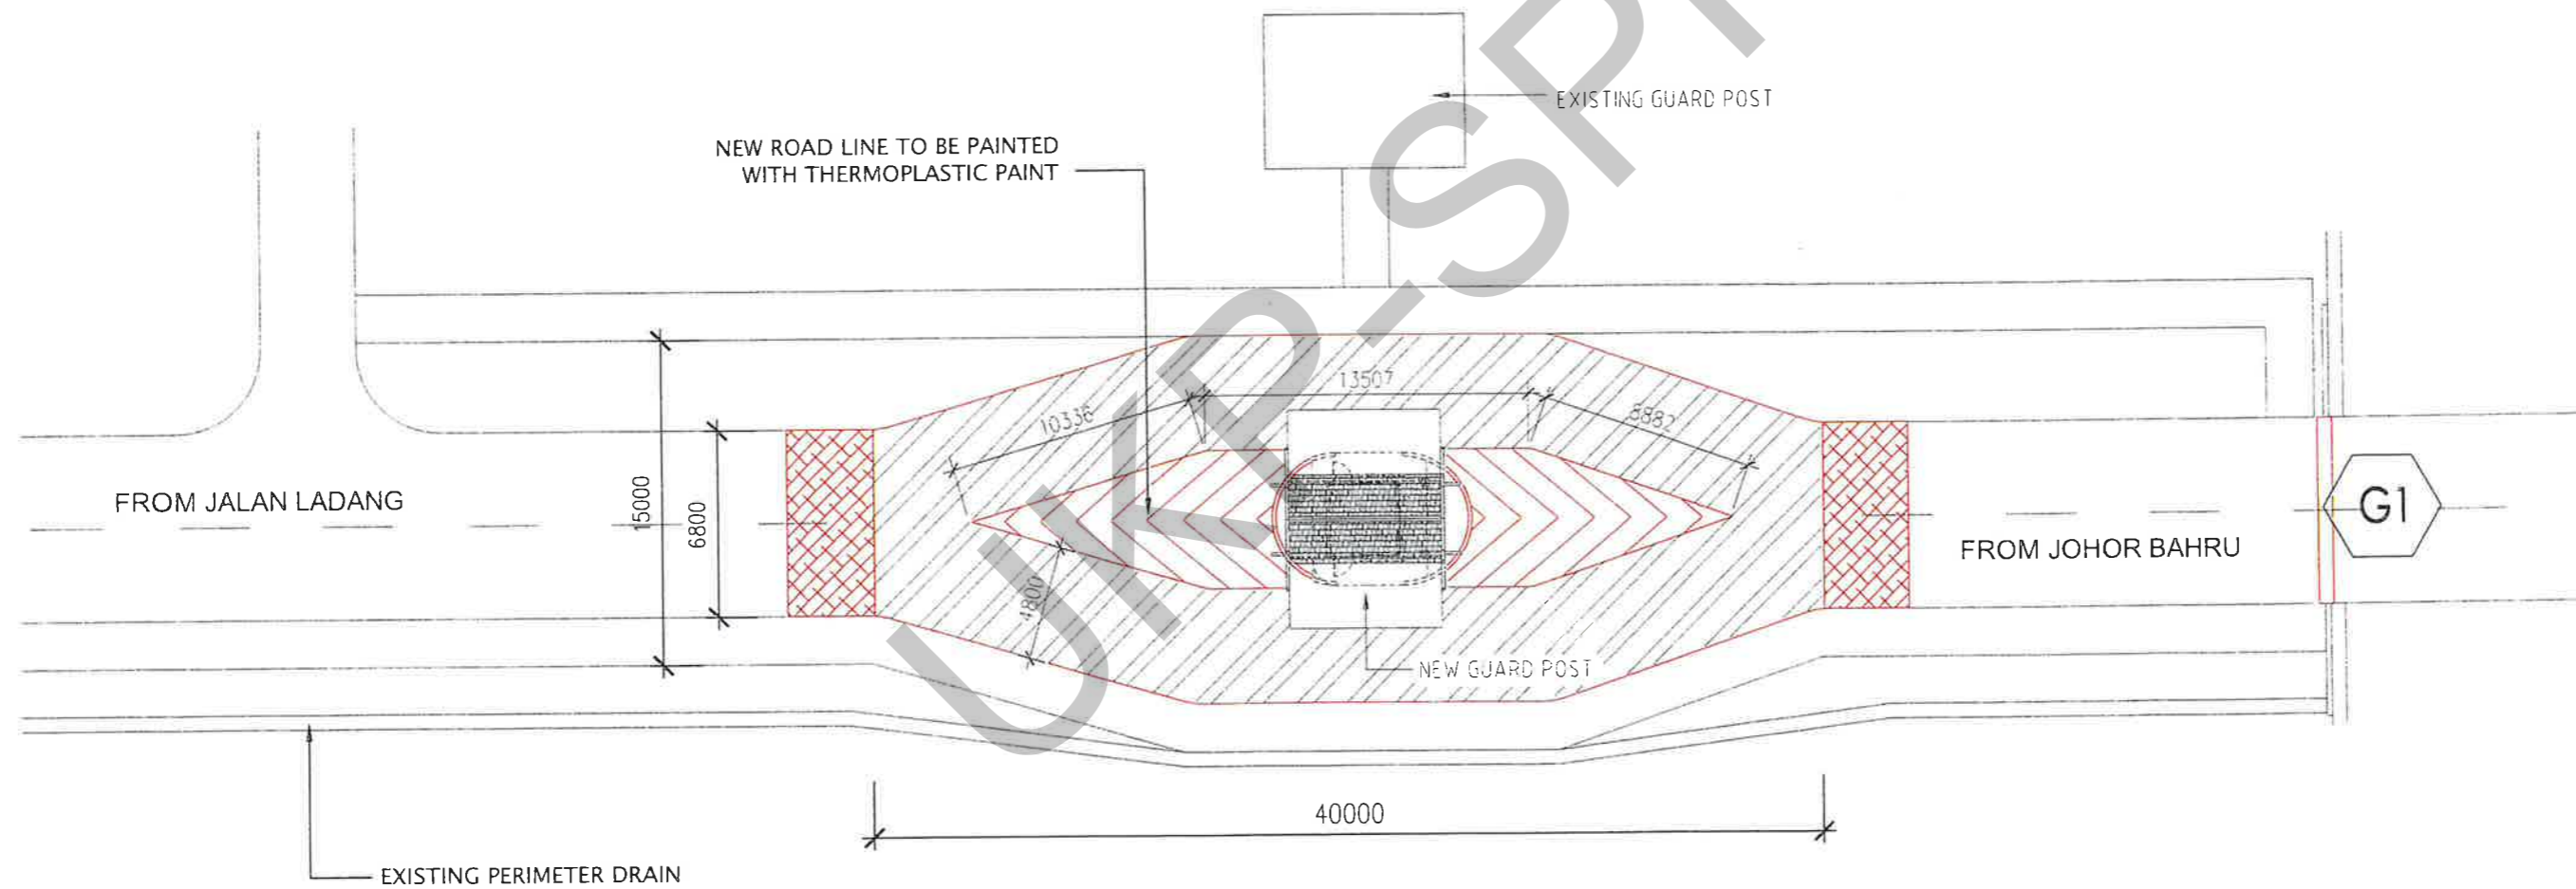 EXISTING GUARD POST
NEW ROAD LINE TO BE PAINTED
WITH THERMOPLASTIC PAINT
13507
10336
8882
FROM JALAN LADANG
15000
6800
G1
FROM JOHOR BAHRU
4800
NEW GUARD POST
40000
EXISTING PERIMETER DRAIN
UKP-SP